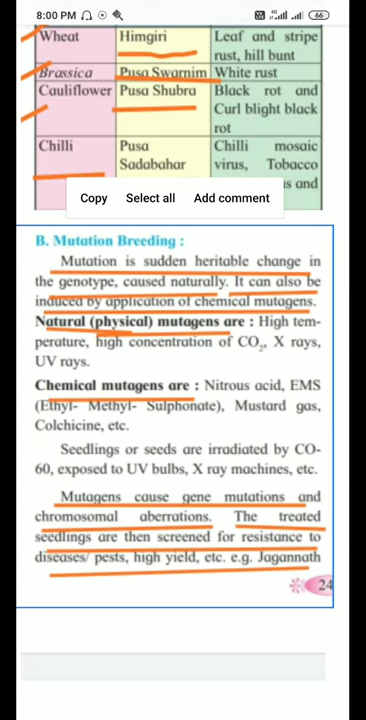 8:00 PM
66
Wheat Himgiri Leaf and stripe
rust, hill bunt
Brassica Pusa Swarnim White rust
Cauliflower Pusa Shubra Black rot and
Curl blight black
rot
Chilli Pusa Chilli mosaic
Sadabahar virus, Tobacco
and
Copy Select all Add comment
B. Mutation Breeding :
Mutation is sudden heritable change in
the genotype, caused naturally. It can also be
induced by application of chemical mutagens.
Natural (physical) mutagens are : High tem-
perature, high concentration of CO₂, X rays,
UV rays.
Chemical mutagens are : Nitrous acid, EMS
(Ethyl- Methyl- Sulphonate), Mustard gas,
Colchicine, etc.
Seedlings or seeds are irradiated by CO-
60, exposed to UV bulbs, X ray machines, etc.
Mutagens cause gene mutations and
chromosomal aberrations. The treated
seedlings are then screened for resistance to
diseases/ pests, high yield, etc. e.g. Jagannath
24